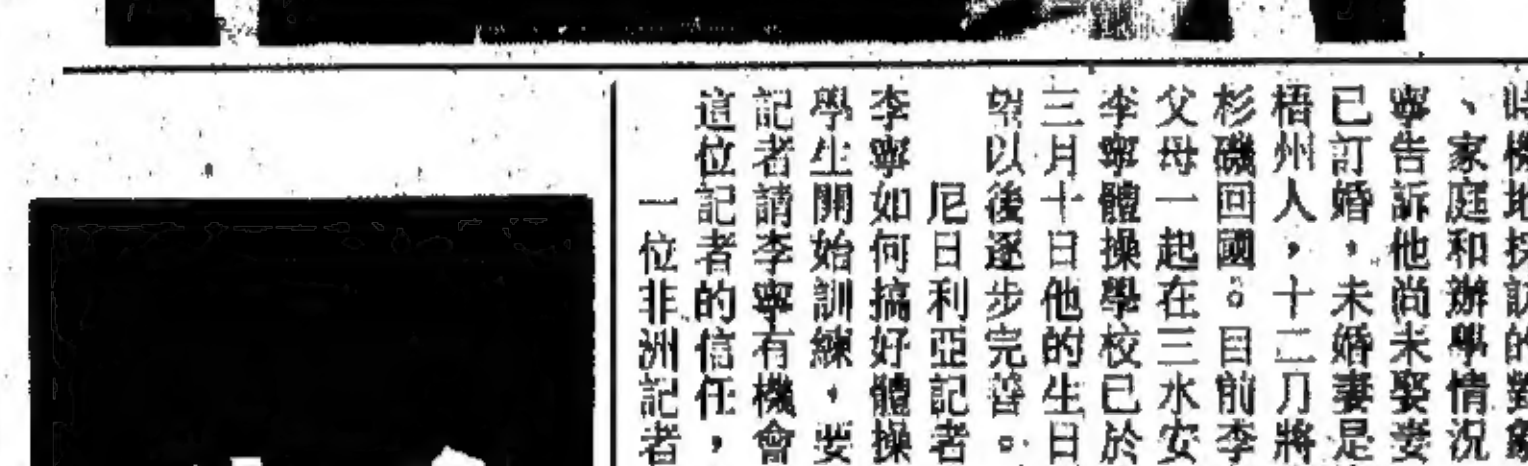 時機地採訪的對象
、家庭和辦學情況
寧告訴他尚未娶妻
已訂婚，未婚妻是
梧州人，十二月將
杉磯回國。目前李
父母一起在三水安
李寧體操學校已於
三月十日他的生日
望以後逐步完善。
尼日利亞記者
李寧如何搞好體操
學生開始訓練，要
記者請李寧有機會
這位記者的信任，
一位非洲記者